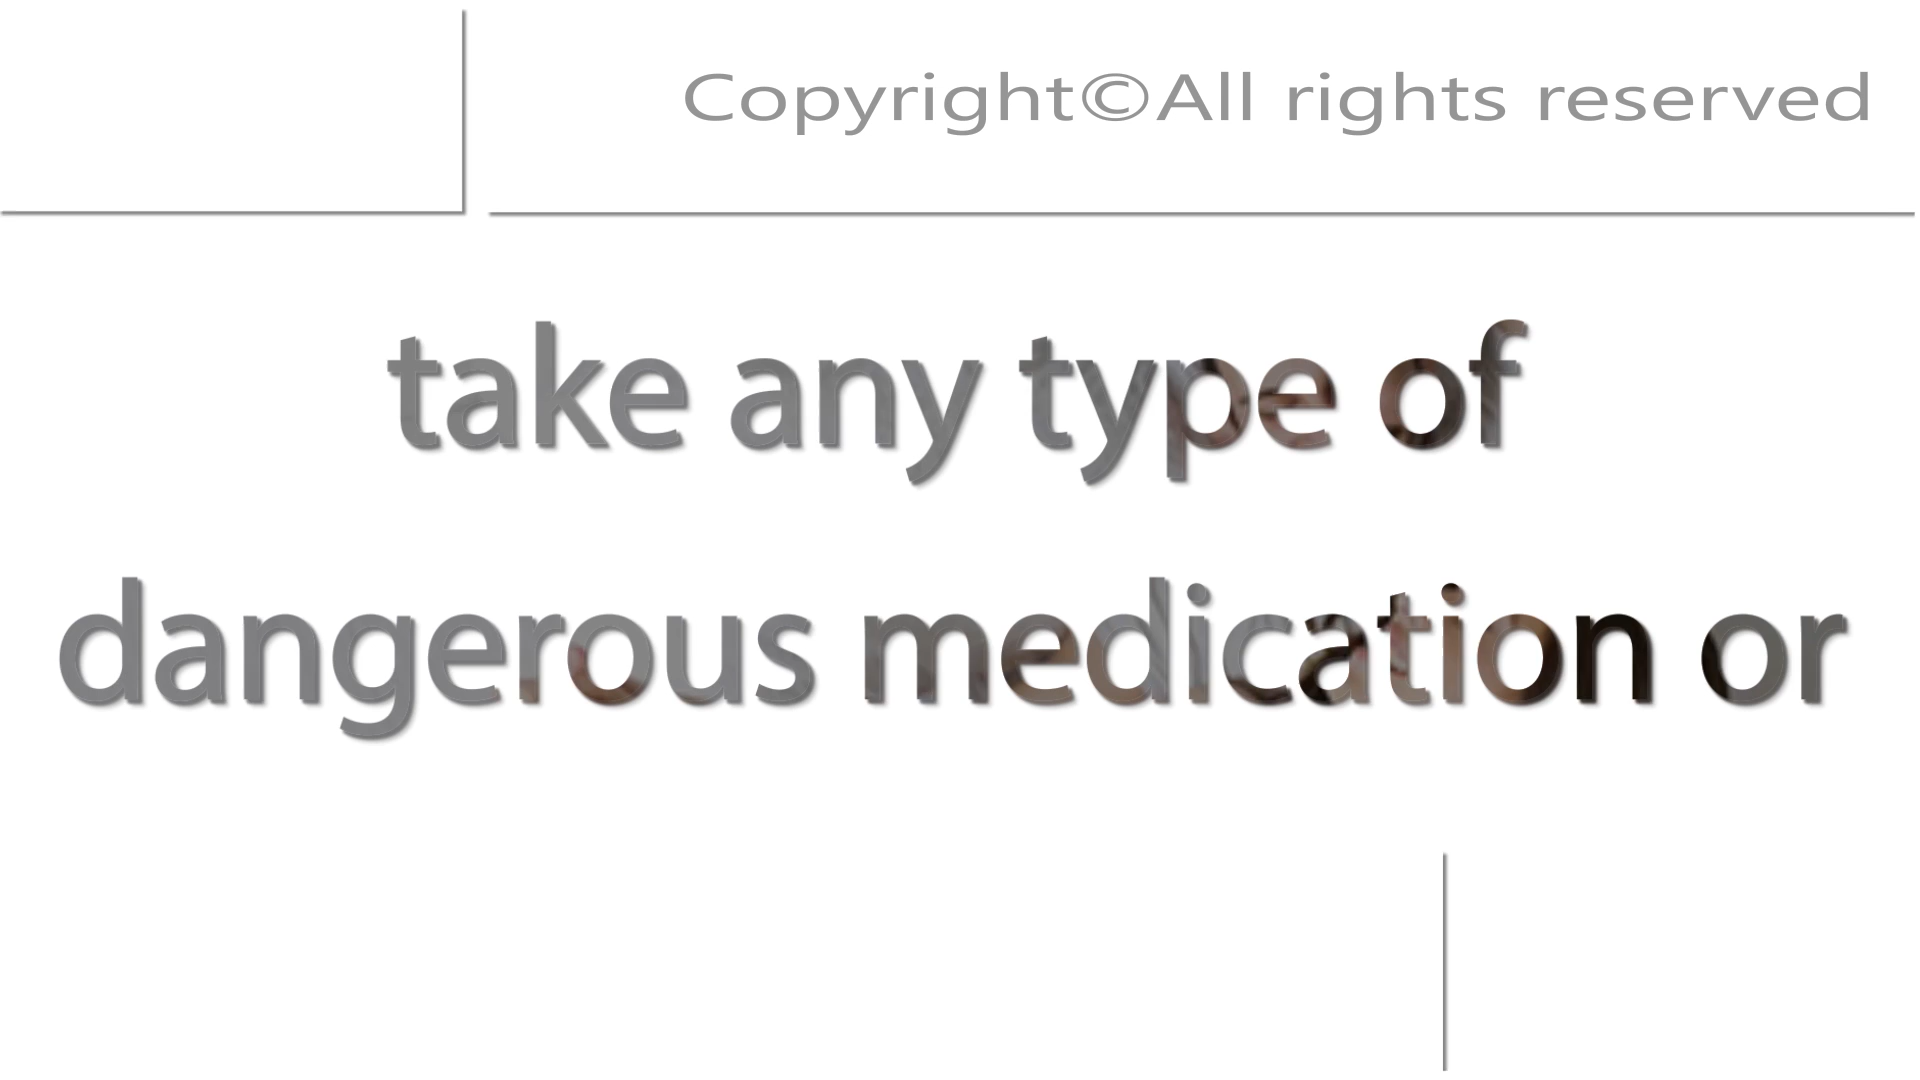 Copyright©All rights reserved
take any type of
dangerous medication or